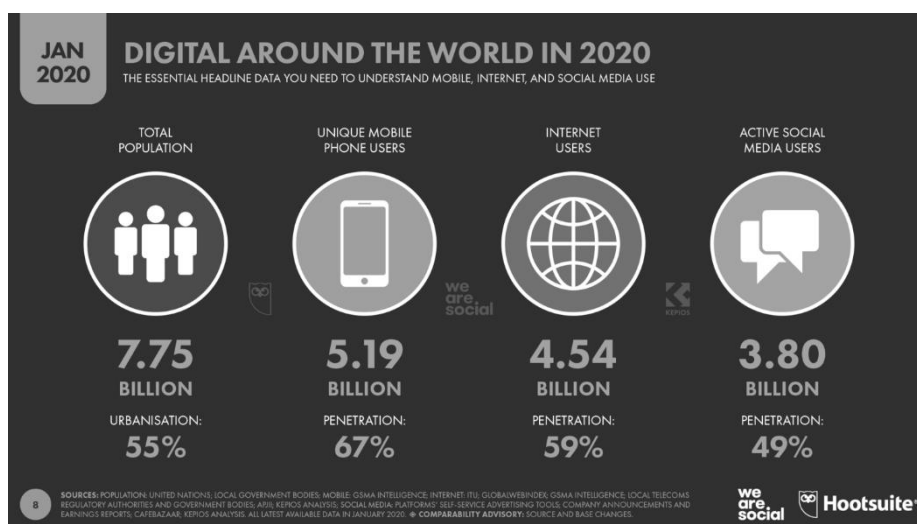 JAN
2020
DIGITAL AROUND THE WORLD IN 2020
THE ESSENTIAL HEADLINE DATA YOU NEED TO UNDERSTAND MOBILE, INTERNET, AND SOCIAL MEDIA USE
TOTAL
POPULATION
UNIQUE MOBILE
PHONE USERS
INTERNET
USERS
ACTIVE SOCIAL
MEDIA USERS
we
are
social
KEPIOS
7.75
BILLION
URBANISATION:
55%
5.19
BILLION
PENETRATION:
67%
4.54
BILLION
PENETRATION:
59%
3.80
BILLION
PENETRATION:
49%
8
SOURCES: POPULATION: UNITED NATIONS; LOCAL GOVERNMENT BODIES; MOBILE: GSMA INTELLIGENCE; INTERNET: ITU; GLOBALWEBINDEX; GSMA INTELLIGENCE; LOCAL TELECOMS
REGULATORY AUTHORITIES AND GOVERNMENT BODIES; APJII; KEPIOS ANALYSIS; SOCIAL MEDIA: PLATFORMS' SELF-SERVICE ADVERTISING TOOLS; COMPANY ANNOUNCEMENTS AND
EARNINGS REPORTS; CAFEBAZAAR; KEPIOS ANALYSIS. ALL LATEST AVAILABLE DATA IN JANUARY 2020. ◆ COMPARABILITY ADVISORY: SOURCE AND BASE CHANGES.
we
are
social
Hootsuite